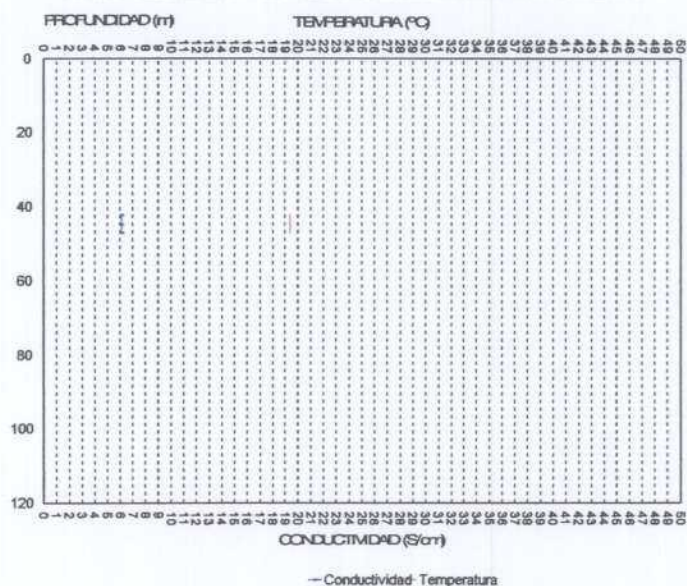 PROFUNDIDAD (m) TEMPERATURA (ºC)
0 1 2 3 4 5 6 7 8 9 10 11 12 13 14 15 16 17 18 19 20 21 22 23 24 25 26 27 28 29 30 31 32 33 34 35 36 37 38 39 40 41 42 43 44 45 46 47 48 49 50
0
20
40
60
80
100
120
0 1 2 3 4 5 6 7 8 9 10 11 12 13 14 15 16 17 18 19 20 21 22 23 24 25 26 27 28 29 30 31 32 33 34 35 36 37 38 39 40 41 42 43 44 45 46 47 48 49 50
CONDUCTIVIDAD (S/cm)
Conductividad Temperatura